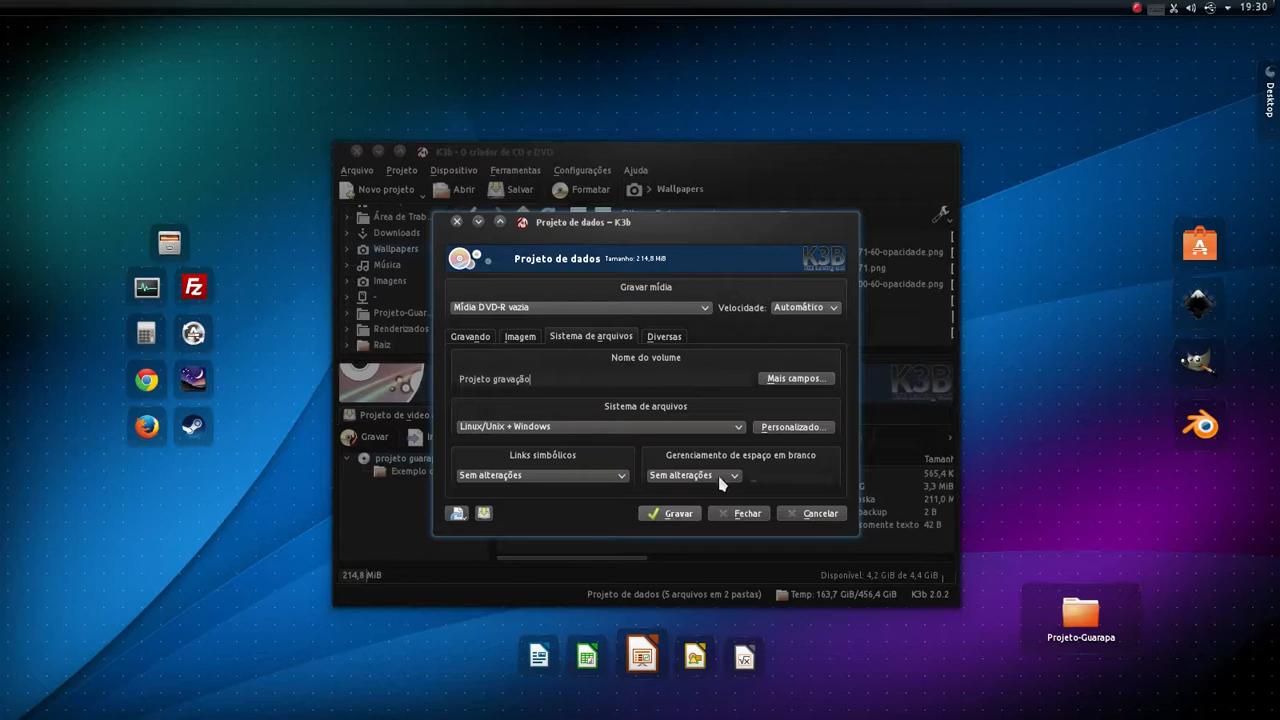 19:30
Desktop
K3b - O criador de CD e DVD
Arquivo Projeto Dispositivo Ferramentas Configurações Ajuda
Novo projeto Abrir Salvar Formatar Wallpapers
Área de Trab..
Downloads
Wallpapers
Música
Imagens
-
Projeto-Guar..
Renderizados
Raiz
71-60-opacidade.png
71.png
00-60-opacidade.png
Projeto de dados – K3b
Projeto de dados Tamanho: 214,8 MiB
K3B
Gravar mídia
Mídia DVD-R vazia Velocidade: Automático
Gravando Imagem Sistema de arquivos Diversas
Nome do volume
Projeto gravação Mais campos...
Sistema de arquivos
Linux/Unix + Windows Personalizado...
Links simbólicos Gerenciamento de espaço em branco
Sem alterações Sem alterações
Gravar Fechar Cancelar
K3B
Projeto de vídeo
Gravar
projeto guara
Exemplo
Tamanh
565,4 K
3,3 MiB
211,0 M
backup 2 B
somente texto 42 B
214,8 MiB Disponível: 4,2 GiB de 4,4 GiB
Projeto de dados (5 arquivos em 2 pastas) Temp: 163,7 GiB/456,4 GiB K3b 2.0.2
Projeto-Guarapa